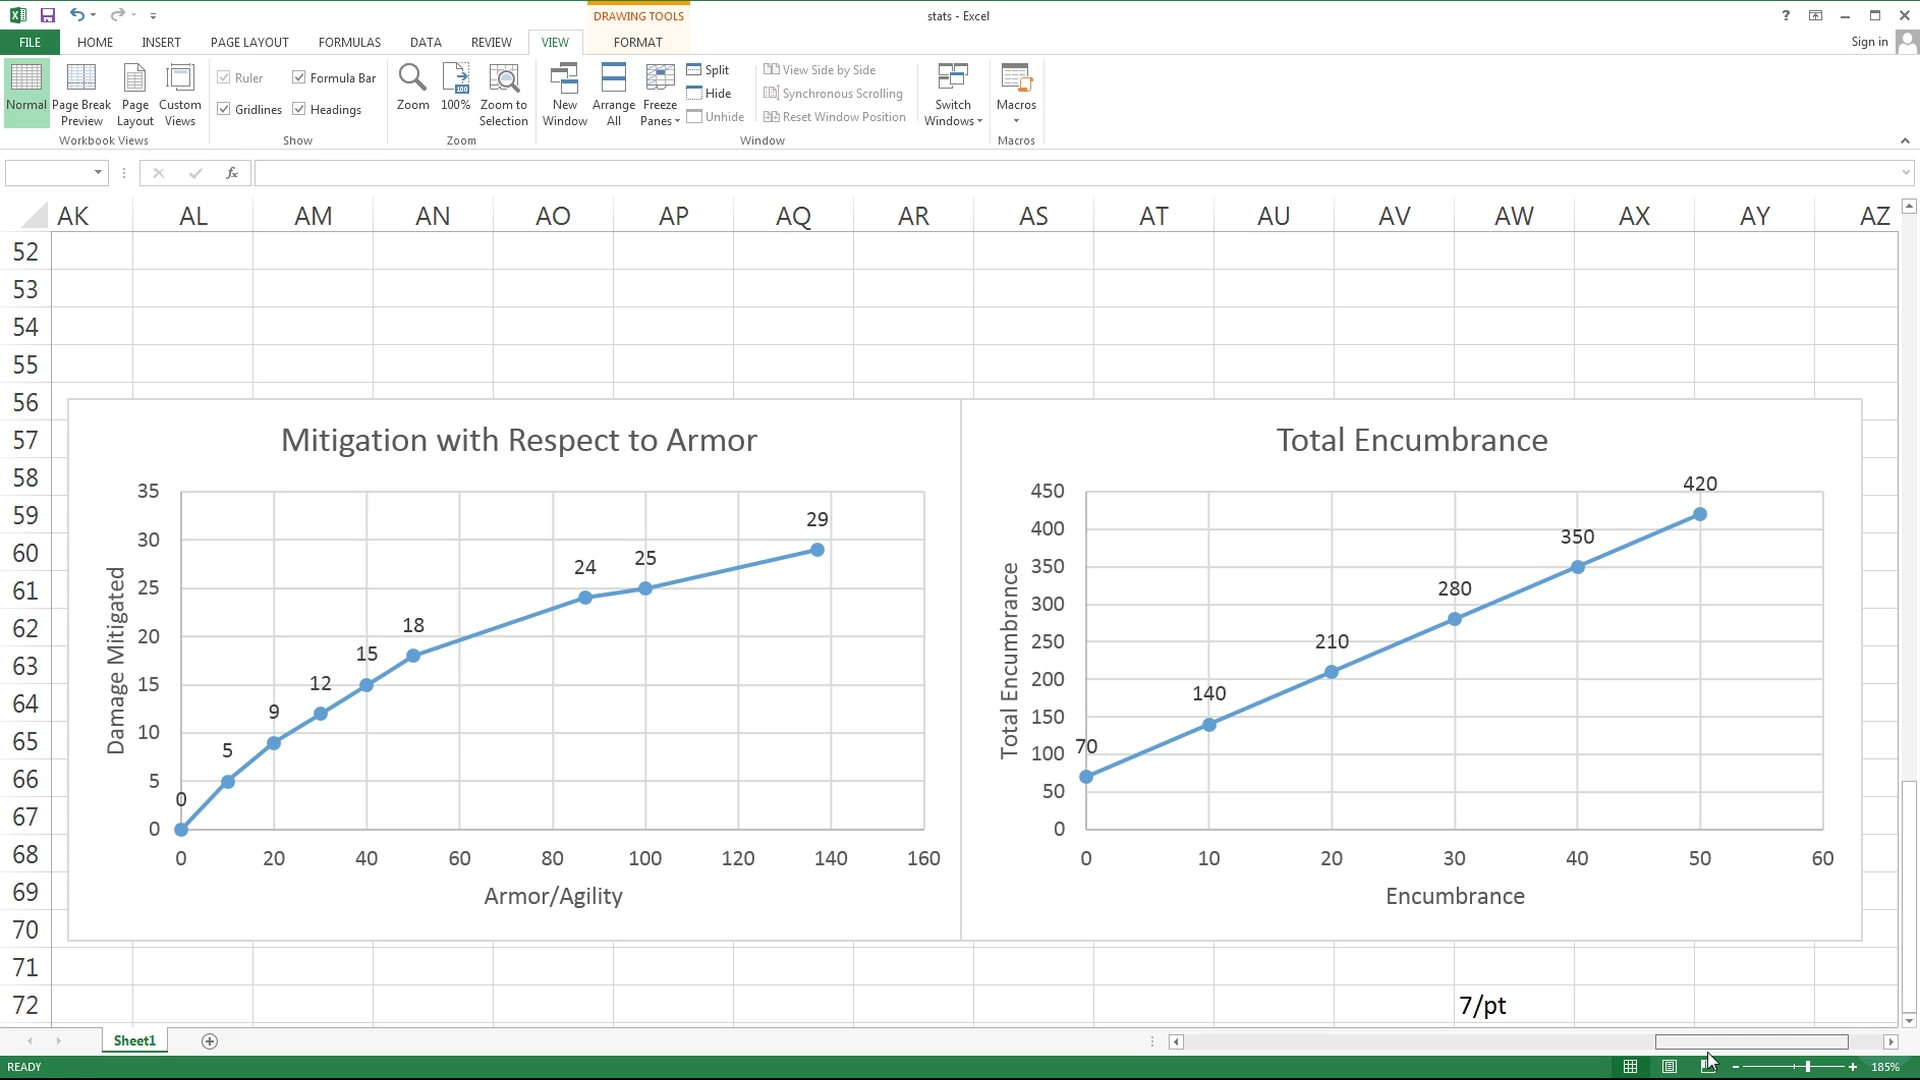 DRAWING TOOLS
stats - Excel
?
FILE HOME INSERT PAGE LAYOUT FORMULAS DATA REVIEW VIEW FORMAT
Sign in
Normal
Page Break Preview
Page Layout
Custom Views
Workbook Views
Ruler
Formula Bar
Gridlines
Headings
Show
Zoom
100%
Zoom to Selection
Zoom
New Window
Arrange All
Freeze Panes
Split
Hide
Unhide
View Side by Side
Synchronous Scrolling
Reset Window Position
Window
Switch Windows
Macros
Macros
fx
AK AL AM AN AO AP AQ AR AS AT AU AV AW AX AY AZ
52
53
54
55
56
57
58
59
60
61
62
63
64
65
66
67
68
69
70
71
72
Mitigation with Respect to Armor
35
30
25
20
15
10
5
0
Damage Mitigated
0
5
9
12
15
18
24
25
29
0 20 40 60 80 100 120 140 160
Armor/Agility
Total Encumbrance
450
400
350
300
250
200
150
100
50
0
Total Encumbrance
70
140
210
280
350
420
0 10 20 30 40 50 60
Encumbrance
7/pt
Sheet1
READY
185%